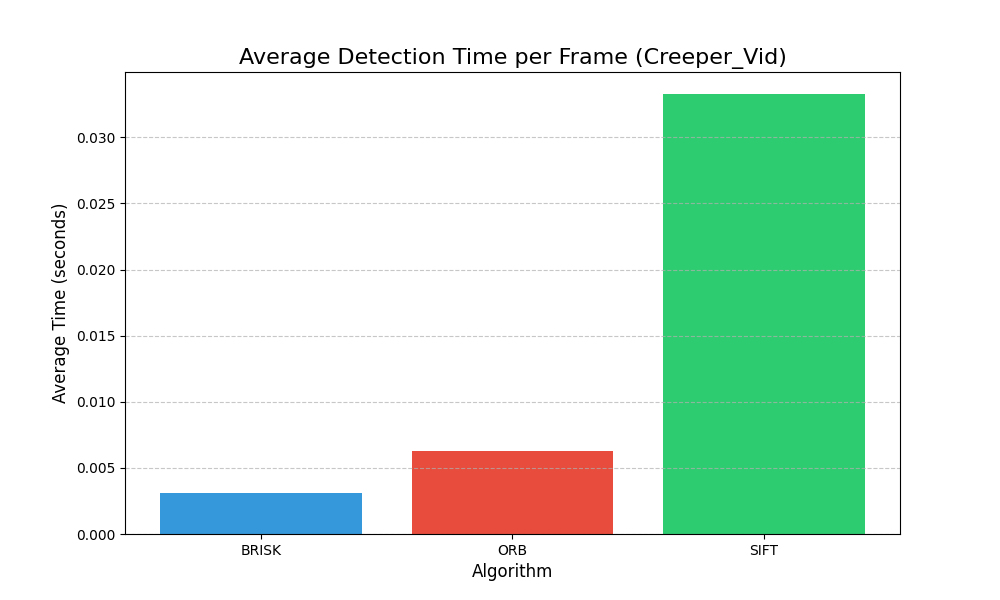 Average Detection Time per Frame (Creeper_Vid)
Average Time (seconds)
0.030
0.025
0.020
0.015
0.010
0.005
0.000
BRISK
ORB
SIFT
Algorithm